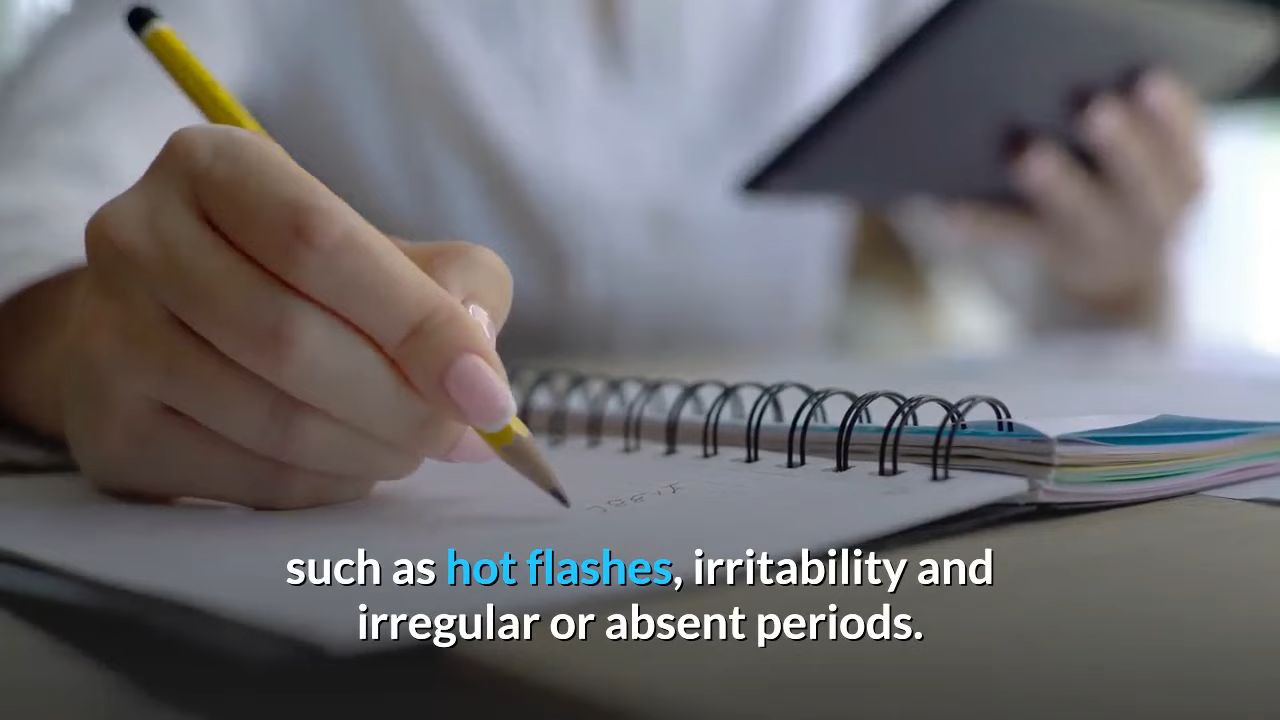 such as hot flashes, irritability and
irregular or absent periods.